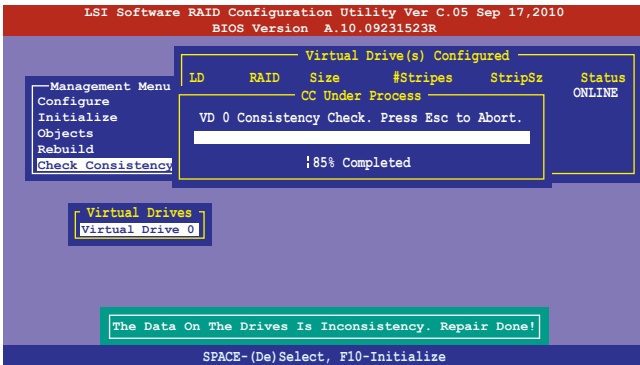 LSI Software RAID Configuration Utility Ver C.05 Sep 17,2010
BIOS Version A.10.09231523R
Virtual Drive(s) Configured
LD RAID Size #Stripes StripSz Status
ONLINE
Management Menu
Configure
Initialize
Objects
Rebuild
Check Consistency
CC Under Process
VD 0 Consistency Check. Press Esc to Abort.
85% Completed
Virtual Drives
Virtual Drive 0
The Data On The Drives Is Inconsistency. Repair Done!
SPACE-(De)Select, F10-Initialize